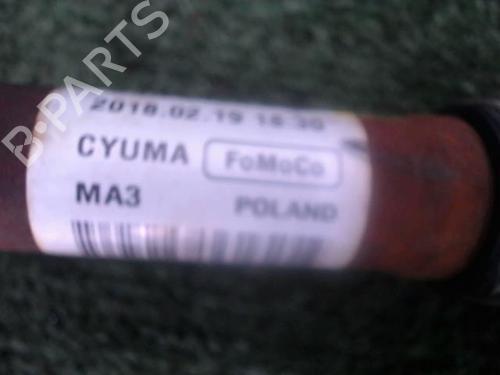 B-PARTS
2018.02.19 16:30
CYUMA FoMoCo
MA3 POLAND